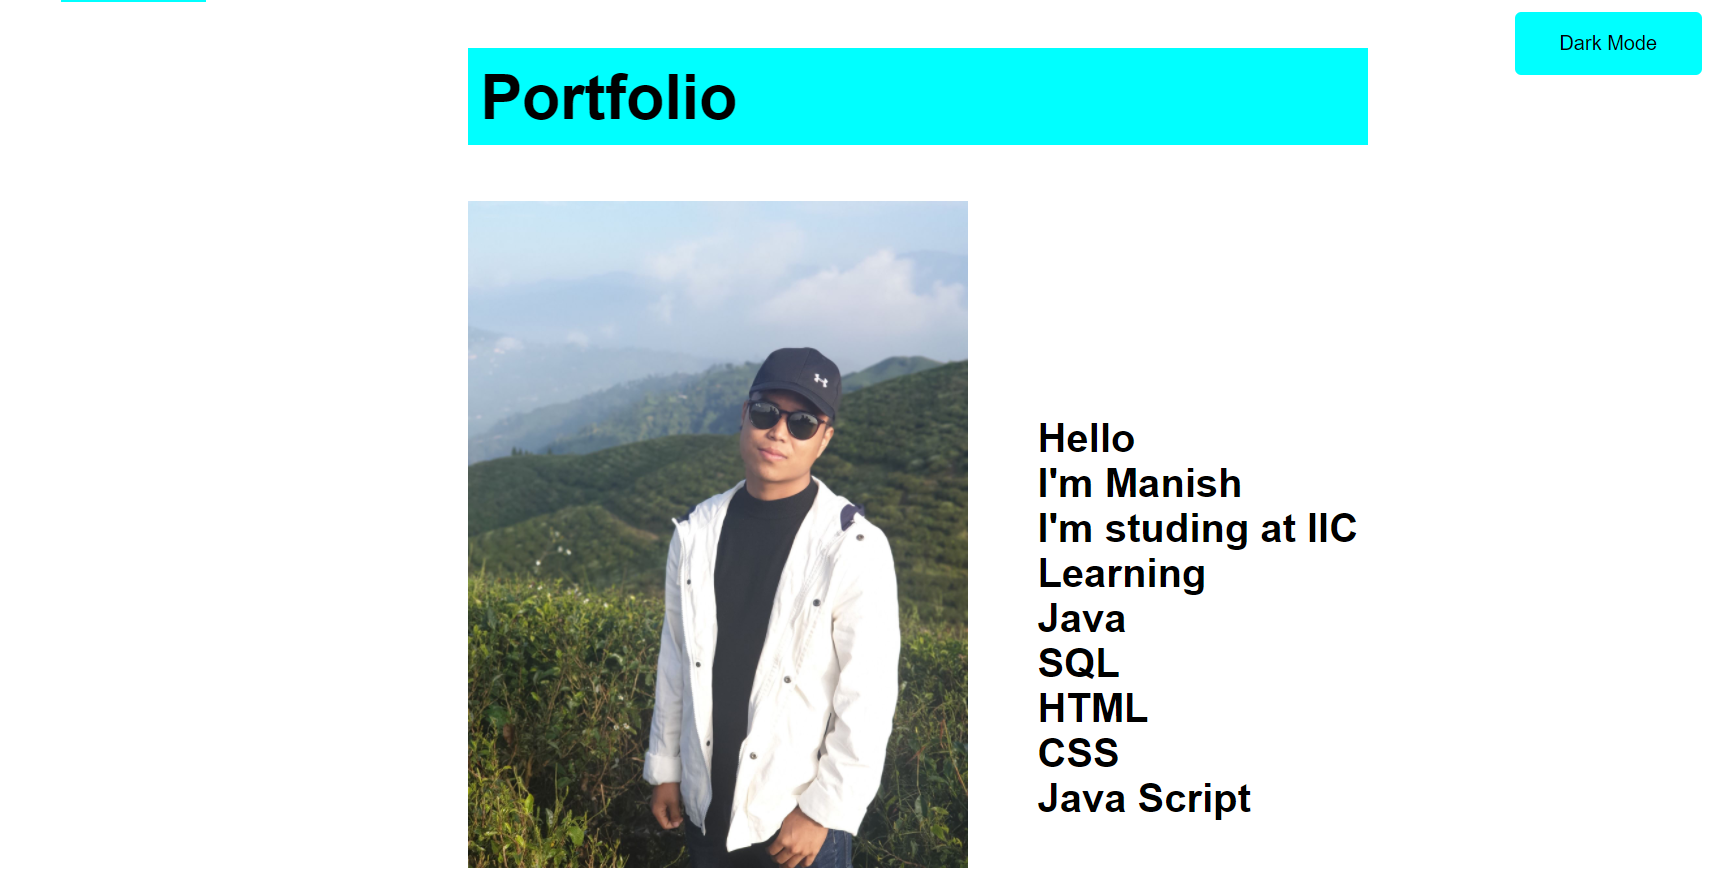 Dark Mode
Portfolio
Hello
I'm Manish
I'm studing at IIC
Learning
Java
SQL
HTML
CSS
Java Script